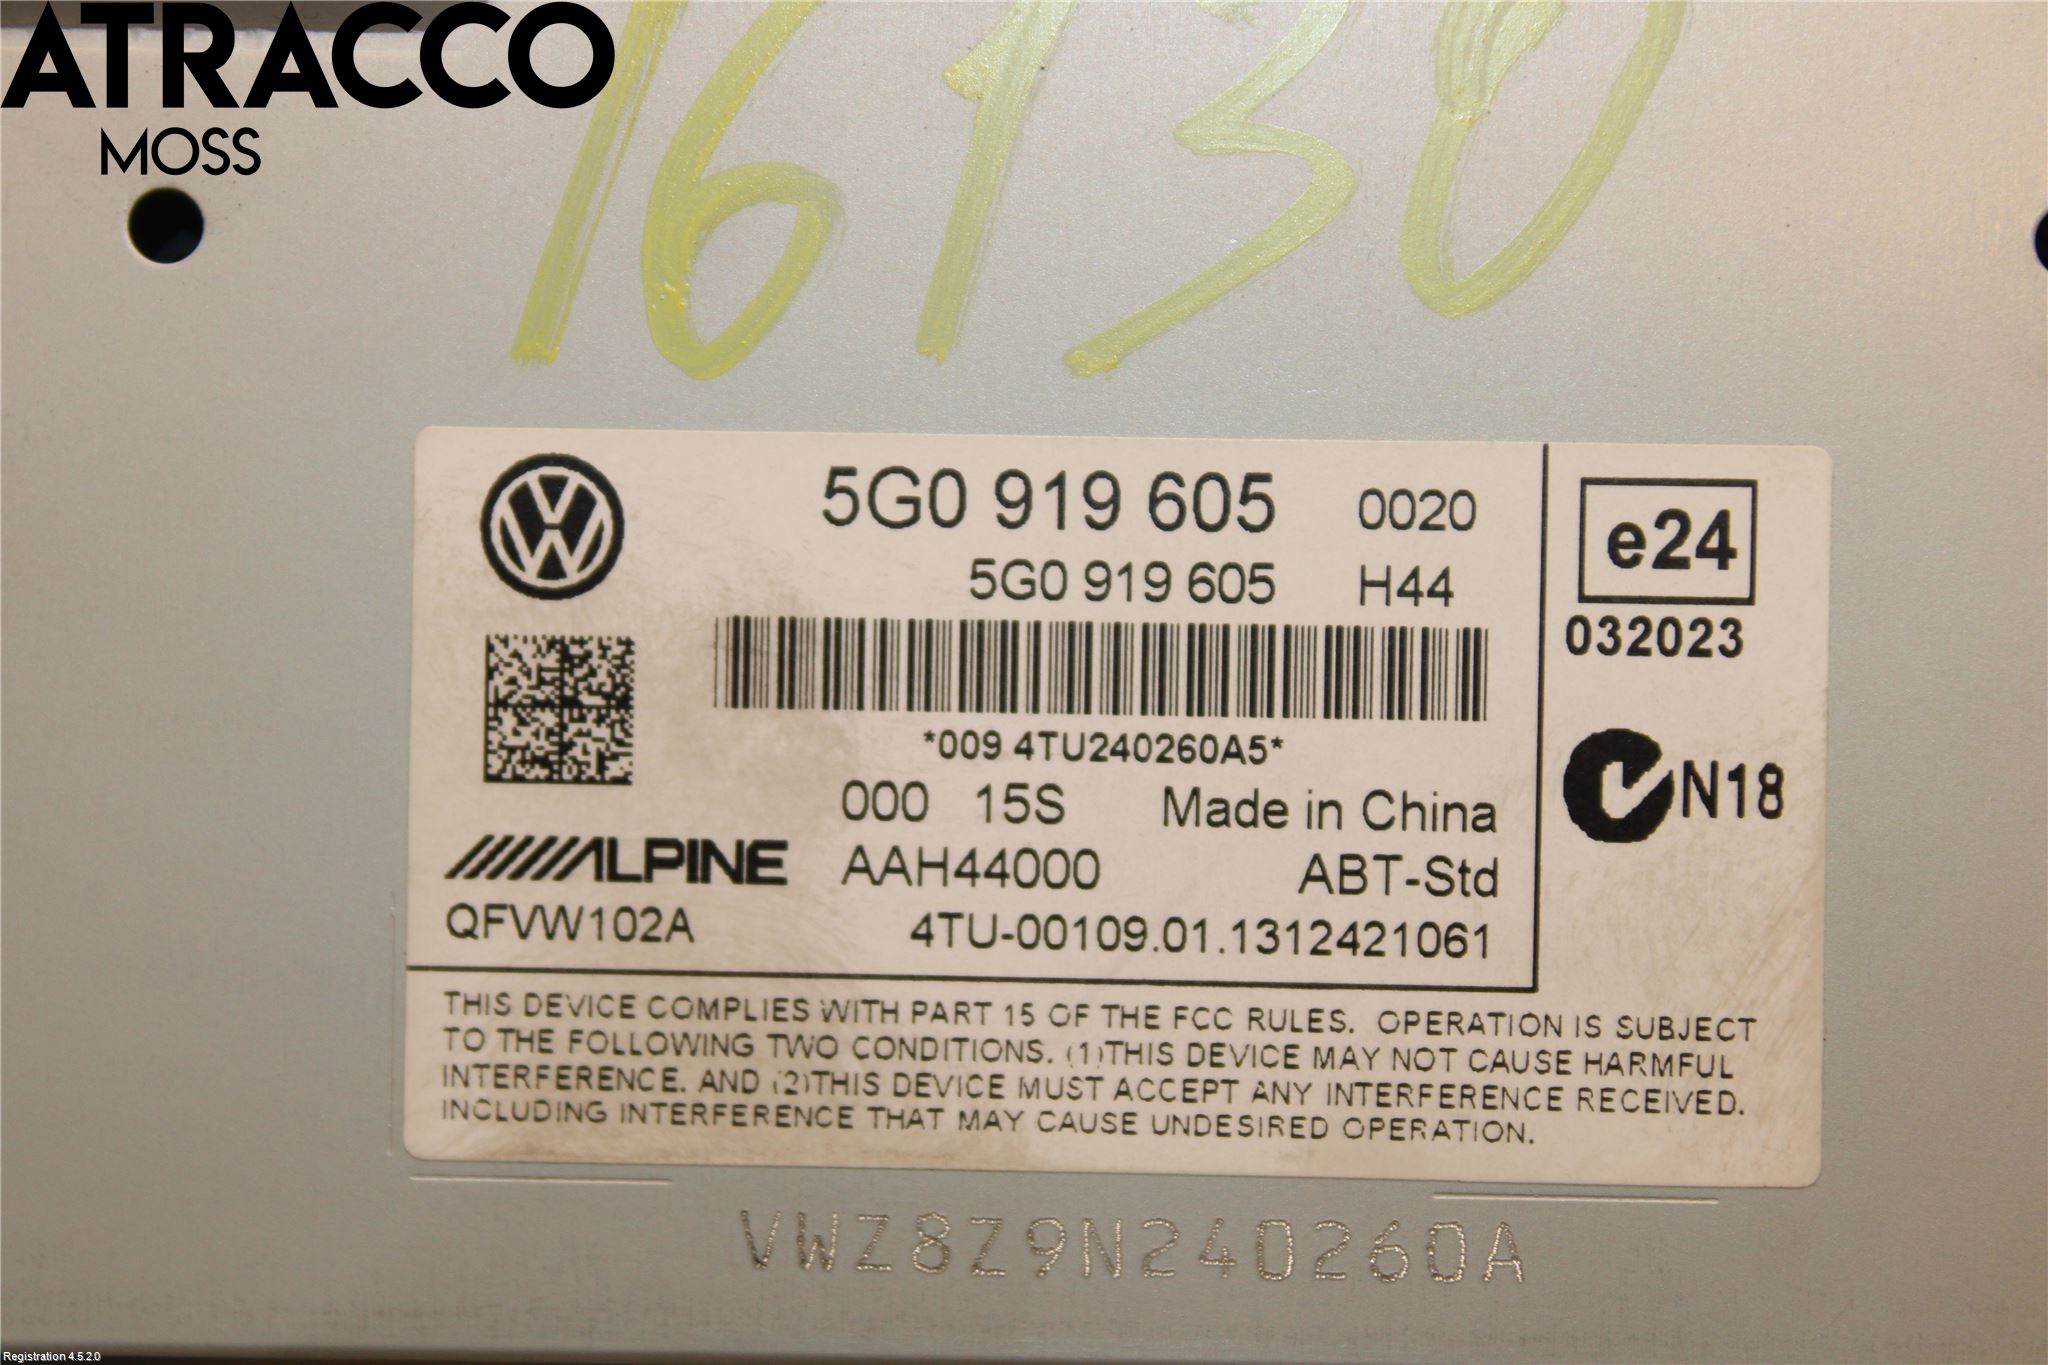 ATRACCO
MOSS
16130
5G0 919 605 0020
5G0 919 605 H44
e24
032023
*009 4TU240260A5*
000 15S Made in China
N18
ALPINE AAH44000 ABT-Std
QFVW102A 4TU-00109.01.1312421061
THIS DEVICE COMPLIES WITH PART 15 OF THE FCC RULES. OPERATION IS SUBJECT
TO THE FOLLOWING TWO CONDITIONS. (1)THIS DEVICE MAY NOT CAUSE HARMFUL
INTERFERENCE. AND (2)THIS DEVICE MUST ACCEPT ANY INTERFERENCE RECEIVED.
INCLUDING INTERFERENCE THAT MAY CAUSE UNDESIRED OPERATION.
VWZ8Z9N240260A
Registration 4.5.2.0